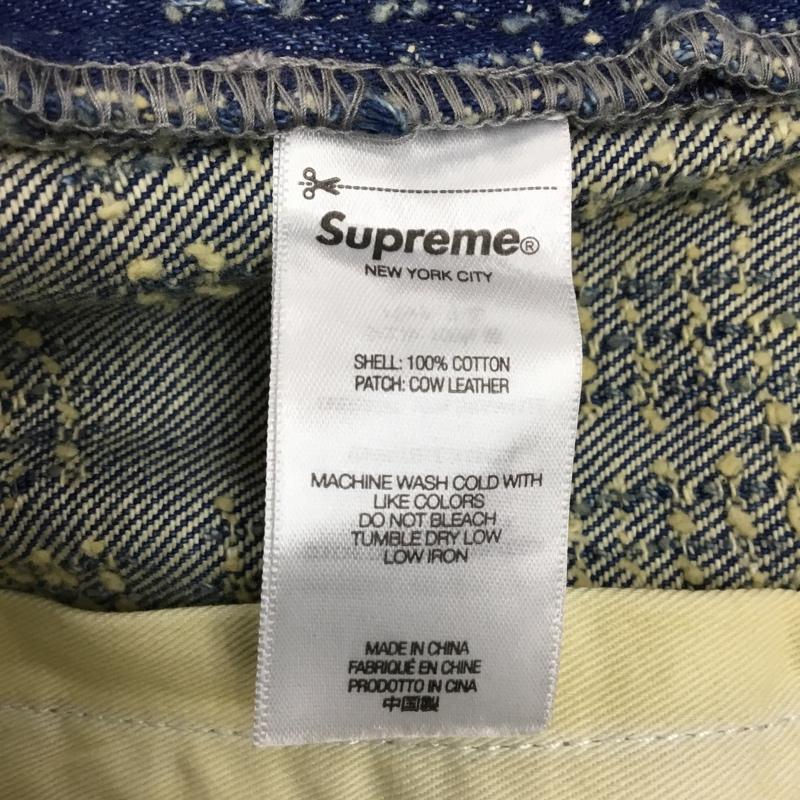 Supreme®
NEW YORK CITY
SHELL: 100% COTTON
PATCH: COW LEATHER
MACHINE WASH COLD WITH
LIKE COLORS
DO NOT BLEACH
TUMBLE DRY LOW
LOW IRON
MADE IN CHINA
FABRIQUÉ EN CHINE
PRODOTTO IN CINA
中国製